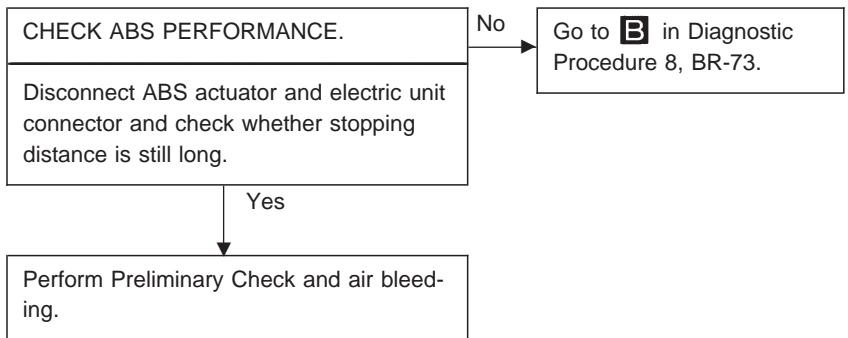 CHECK ABS PERFORMANCE.
Disconnect ABS actuator and electric unit
connector and check whether stopping
distance is still long.
No
Go to B in Diagnostic
Procedure 8, BR-73.
Yes
Perform Preliminary Check and air bleed-
ing.